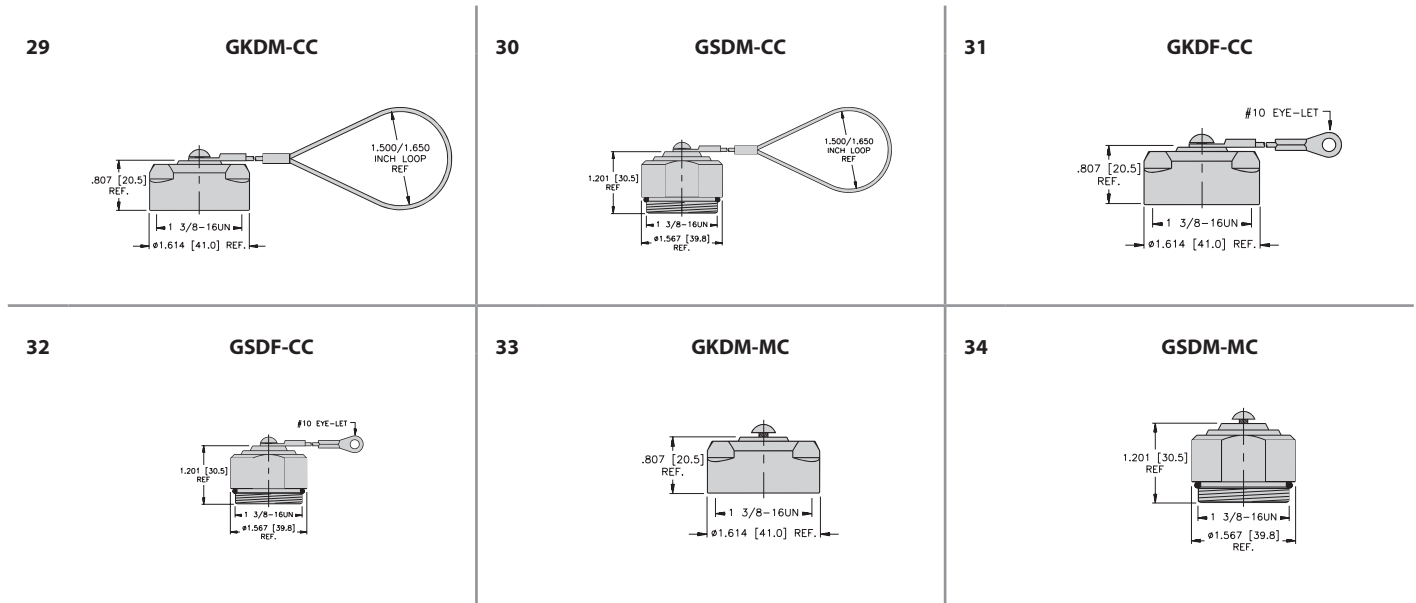 29 GKDM-CC
1.500/1.650
INCH LOOP
REF
.807 [20.5]
REF.
1 3/8-16UN
ø1.614 [41.0] REF.
30 GSDM-CC
1.500/1.650
INCH LOOP
REF
1.201 [30.5]
REF
1 3/8-16UN
ø1.567 [39.8]
REF.
31 GKDF-CC
#10 EYE-LET
.807 [20.5]
REF.
1 3/8-16UN
ø1.614 [41.0] REF.
32 GSDF-CC
#10 EYE-LET
1.201 [30.5]
REF
1 3/8-16UN
ø1.567 [39.8]
REF.
33 GKDM-MC
.807 [20.5]
REF.
1 3/8-16UN
ø1.614 [41.0] REF.
34 GSDM-MC
1.201 [30.5]
REF
1 3/8-16UN
ø1.567 [39.8]
REF.